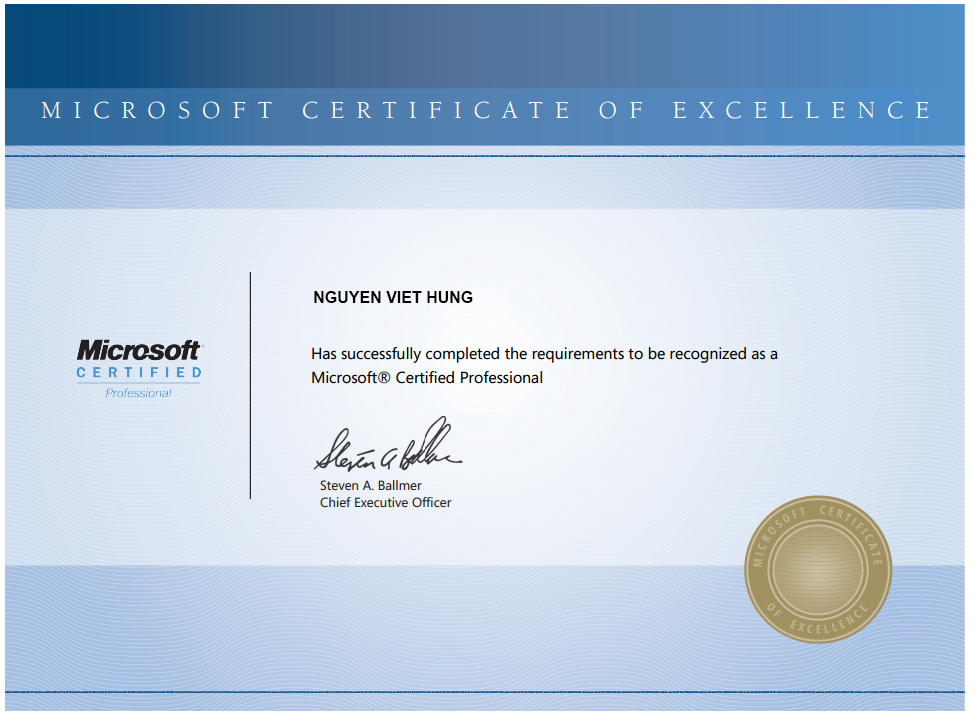 MICROSOFT CERTIFICATE OF EXCELLENCE
NGUYEN VIET HUNG
Microsoft
CERTIFIED
Professional
Has successfully completed the requirements to be recognized as a
Microsoft® Certified Professional
Steven A Ballmer
Steven A. Ballmer
Chief Executive Officer
MICROSOFT CERTIFICATE
OF EXCELLENCE